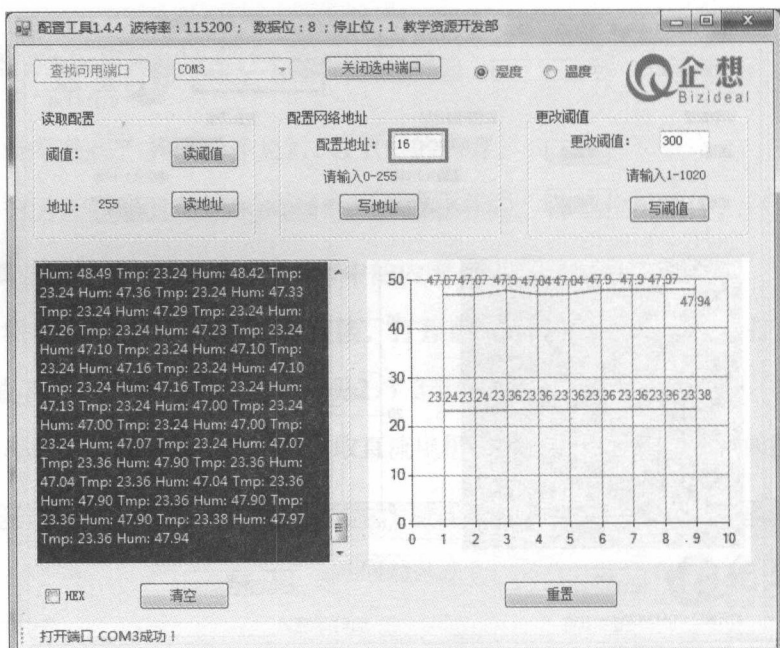 配置工具1.4.4 波特率：115200； 数据位：8 ；停止位：1 教学资源开发部
查找可用端口 COM3 关闭选中端口 湿度 温度
企想
Bizideal
读取配置 配置网络地址 更改阈值
阈值： 读阈值 配置地址： 16 更改阈值： 300
请输入0-255 请输入1-1020
地址： 255 读地址 写地址 写阈值
Hum: 48.49 Tmp: 23.24 Hum: 48.42 Tmp:
23.24 Hum: 47.36 Tmp: 23.24 Hum: 47.33
Tmp: 23.24 Hum: 47.29 Tmp: 23.24 Hum:
47.26 Tmp: 23.24 Hum: 47.23 Tmp: 23.24
Hum: 47.10 Tmp: 23.24 Hum: 47.10 Tmp:
23.24 Hum: 47.16 Tmp: 23.24 Hum: 47.10
Tmp: 23.24 Hum: 47.16 Tmp: 23.24 Hum:
47.13 Tmp: 23.24 Hum: 47.00 Tmp: 23.24
Hum: 47.00 Tmp: 23.24 Hum: 47.00 Tmp:
23.24 Hum: 47.07 Tmp: 23.24 Hum: 47.07
Tmp: 23.36 Hum: 47.90 Tmp: 23.36 Hum:
47.04 Tmp: 23.36 Hum: 47.04 Tmp: 23.36
Hum: 47.90 Tmp: 23.36 Hum: 47.90 Tmp:
23.36 Hum: 47.90 Tmp: 23.38 Hum: 47.97
Tmp: 23.36 Hum: 47.94
50 47.07 47.07 47.9 47.04 47.04 47.9 47.9 47.97
47.94
40
30
23.24 23.24 23.36 23.36 23.36 23.36 23.36 23.36 23.38
20
10
0
0 1 2 3 4 5 6 7 8 9 10
HEX 清空 重置
打开端口 COM3成功！